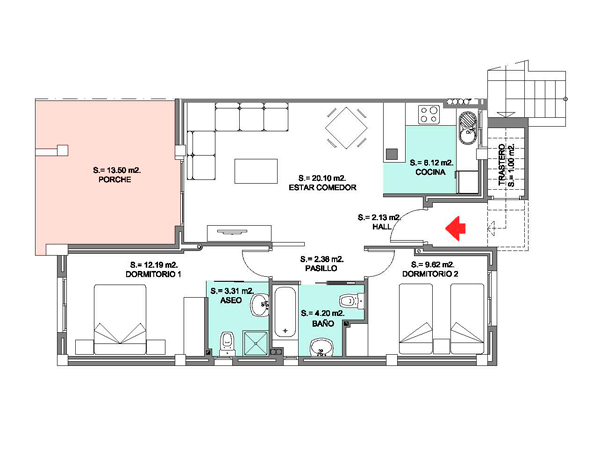 S.= 13.50 m2.
PORCHE
S.= 20.10 m2.
ESTAR COMEDOR
S.= 6.12 m2.
COCINA
TRASTERO
S.= 1.00 m2.
S.= 2.13 m2.
HALL
S.= 12.19 m2.
DORMITORIO 1
S.= 2.36 m2.
PASILLO
S.= 9.62 m2.
DORMITORIO 2
S.= 3.31 m2.
ASEO
S.= 4.20 m2.
BAÑO